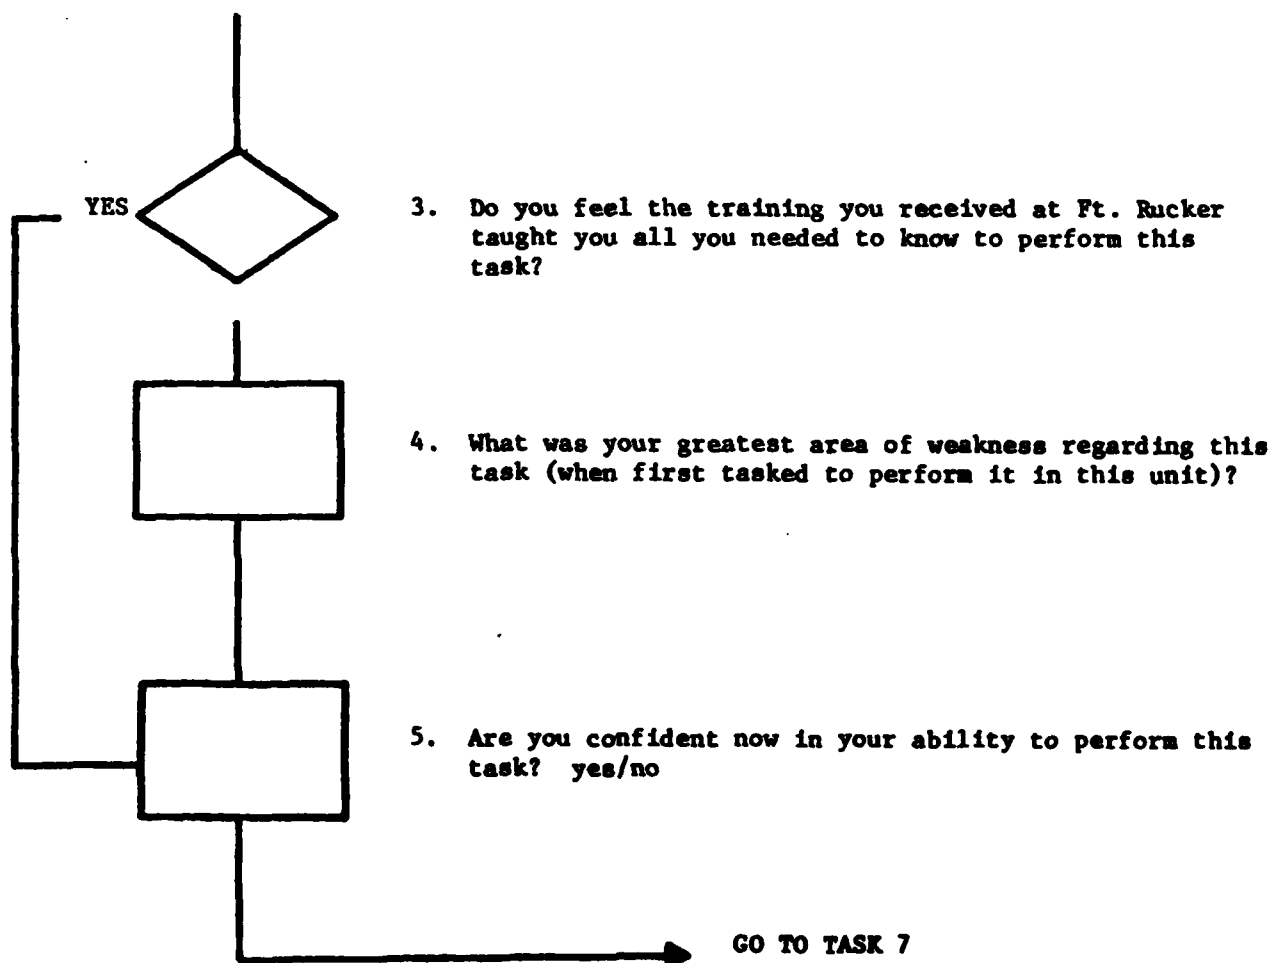 YES
3. Do you feel the training you received at Ft. Rucker
taught you all you needed to know to perform this
task?
4. What was your greatest area of weakness regarding this
task (when first tasked to perform it in this unit)?
5. Are you confident now in your ability to perform this
task? yes/no
GO TO TASK 7